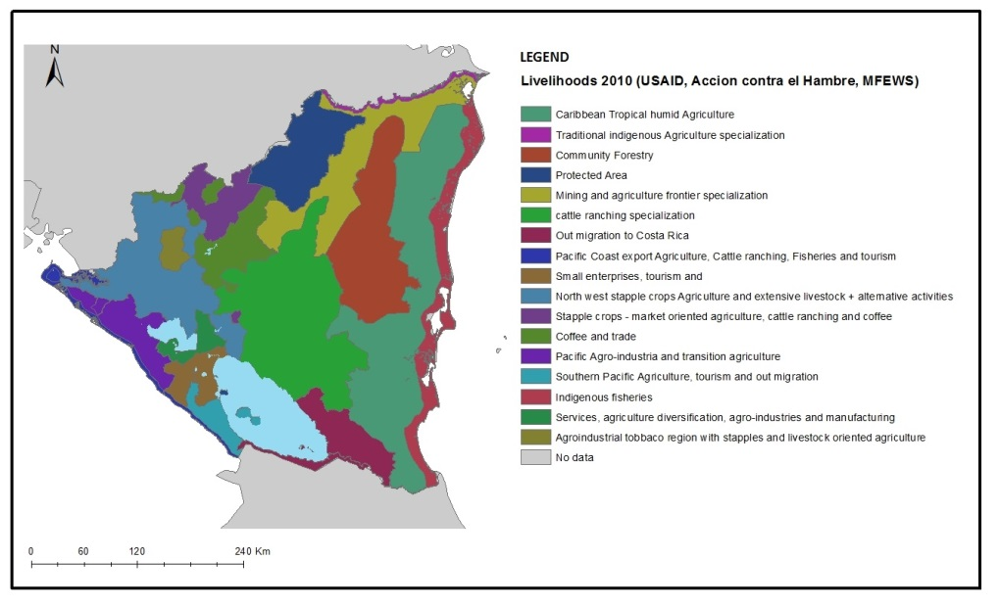 N
LEGEND
Livelihoods 2010 (USAID, Accion contra el Hambre, MFEWS)
Caribbean Tropical humid Agriculture
Traditional indigenous Agriculture specialization
Community Forestry
Protected Area
Mining and agriculture frontier specialization
cattle ranching specialization
Out migration to Costa Rica
Pacific Coast export Agriculture, Cattle ranching, Fisheries and tourism
Small enterprises, tourism and
North west stapple crops Agriculture and extensive livestock + alternative activities
Stapple crops - market oriented agriculture, cattle ranching and coffee
Coffee and trade
Pacific Agro-industria and transition agriculture
Southern Pacific Agriculture, tourism and out migration
Indigenous fisheries
Services, agriculture diversification, agro-industries and manufacturing
Agroindustrial tobbaco region with stapples and livestock oriented agriculture
No data
0 60 120 240 Km